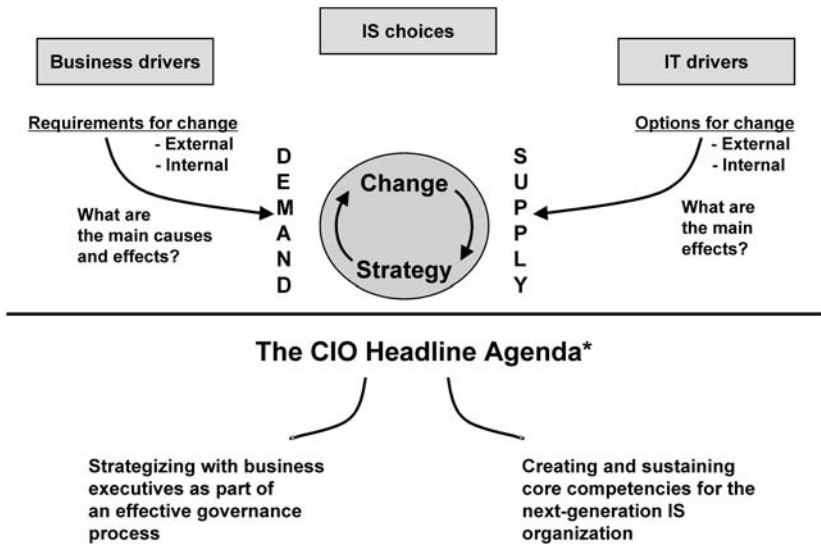 IS choices
Business drivers
IT drivers
Requirements for change
- External
- Internal
What are
the main causes
and effects?
DEMAND
Change
Strategy
SUPPLY
Options for change
- External
- Internal
What are
the main
effects?
The CIO Headline Agenda*
Strategizing with business
executives as part of
an effective governance
process
Creating and sustaining
core competencies for the
next-generation IS
organization